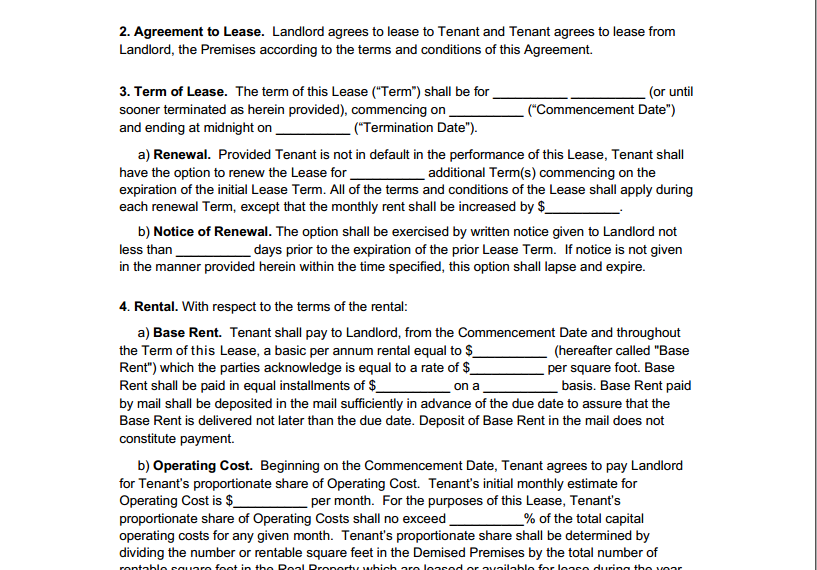 2. Agreement to Lease. Landlord agrees to lease to Tenant and Tenant agrees to lease from
Landlord, the Premises according to the terms and conditions of this Agreement.
3. Term of Lease. The term of this Lease (“Term”) shall be for __________ __________ (or until
sooner terminated as herein provided), commencing on __________ (“Commencement Date”)
and ending at midnight on __________ (“Termination Date”).
a) Renewal. Provided Tenant is not in default in the performance of this Lease, Tenant shall
have the option to renew the Lease for __________ additional Term(s) commencing on the
expiration of the initial Lease Term. All of the terms and conditions of the Lease shall apply during
each renewal Term, except that the monthly rent shall be increased by $__________.
b) Notice of Renewal. The option shall be exercised by written notice given to Landlord not
less than __________ days prior to the expiration of the prior Lease Term. If notice is not given
in the manner provided herein within the time specified, this option shall lapse and expire.
4. Rental. With respect to the terms of the rental:
a) Base Rent. Tenant shall pay to Landlord, from the Commencement Date and throughout
the Term of this Lease, a basic per annum rental equal to $__________ (hereafter called "Base
Rent") which the parties acknowledge is equal to a rate of $__________ per square foot. Base
Rent shall be paid in equal installments of $__________ on a __________ basis. Base Rent paid
by mail shall be deposited in the mail sufficiently in advance of the due date to assure that the
Base Rent is delivered not later than the due date. Deposit of Base Rent in the mail does not
constitute payment.
b) Operating Cost. Beginning on the Commencement Date, Tenant agrees to pay Landlord
for Tenant’s proportionate share of Operating Cost. Tenant’s initial monthly estimate for
Operating Cost is $__________ per month. For the purposes of this Lease, Tenant’s
proportionate share of Operating Costs shall no exceed __________% of the total capital
operating costs for any given month. Tenant’s proportionate share shall be determined by
dividing the number or rentable square feet in the Demised Premises by the total number of
rentable square feet in the Real Property which are leased or available for lease during the year